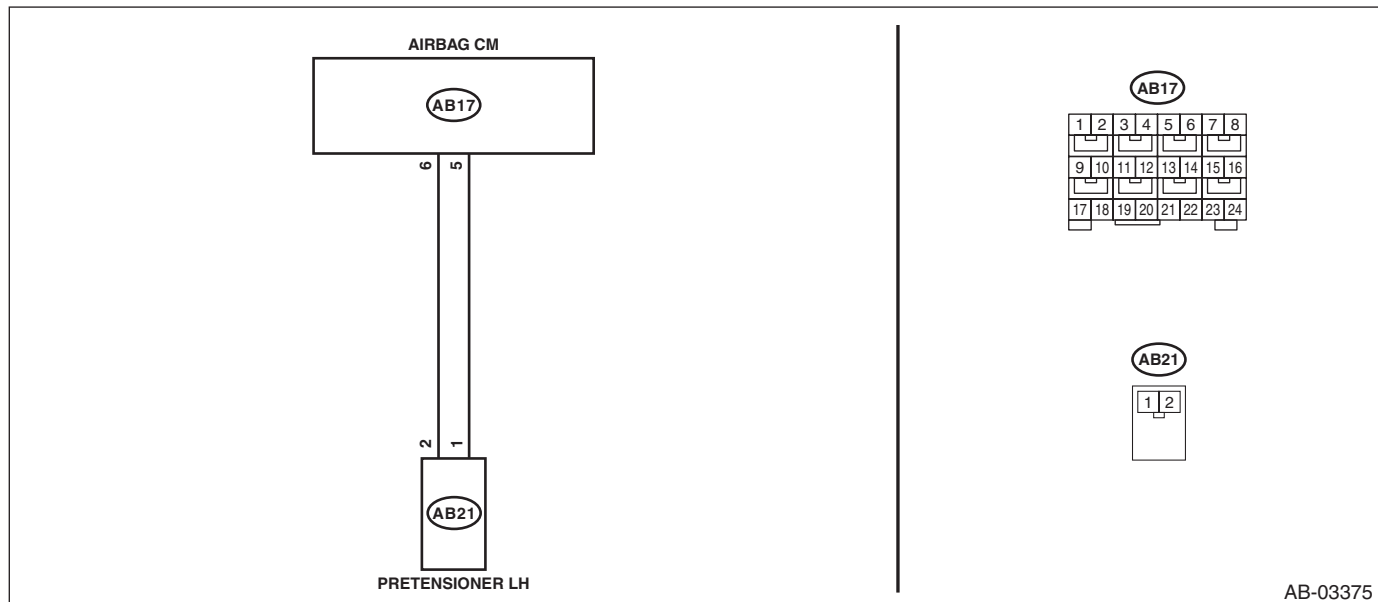 AIRBAG CM
AB17
6 5
2 1
AB21
PRETENSIONER LH
AB17
1 2 3 4 5 6 7 8
9 10 11 12 13 14 15 16
17 18 19 20 21 22 23 24
AB21
1 2
AB-03375